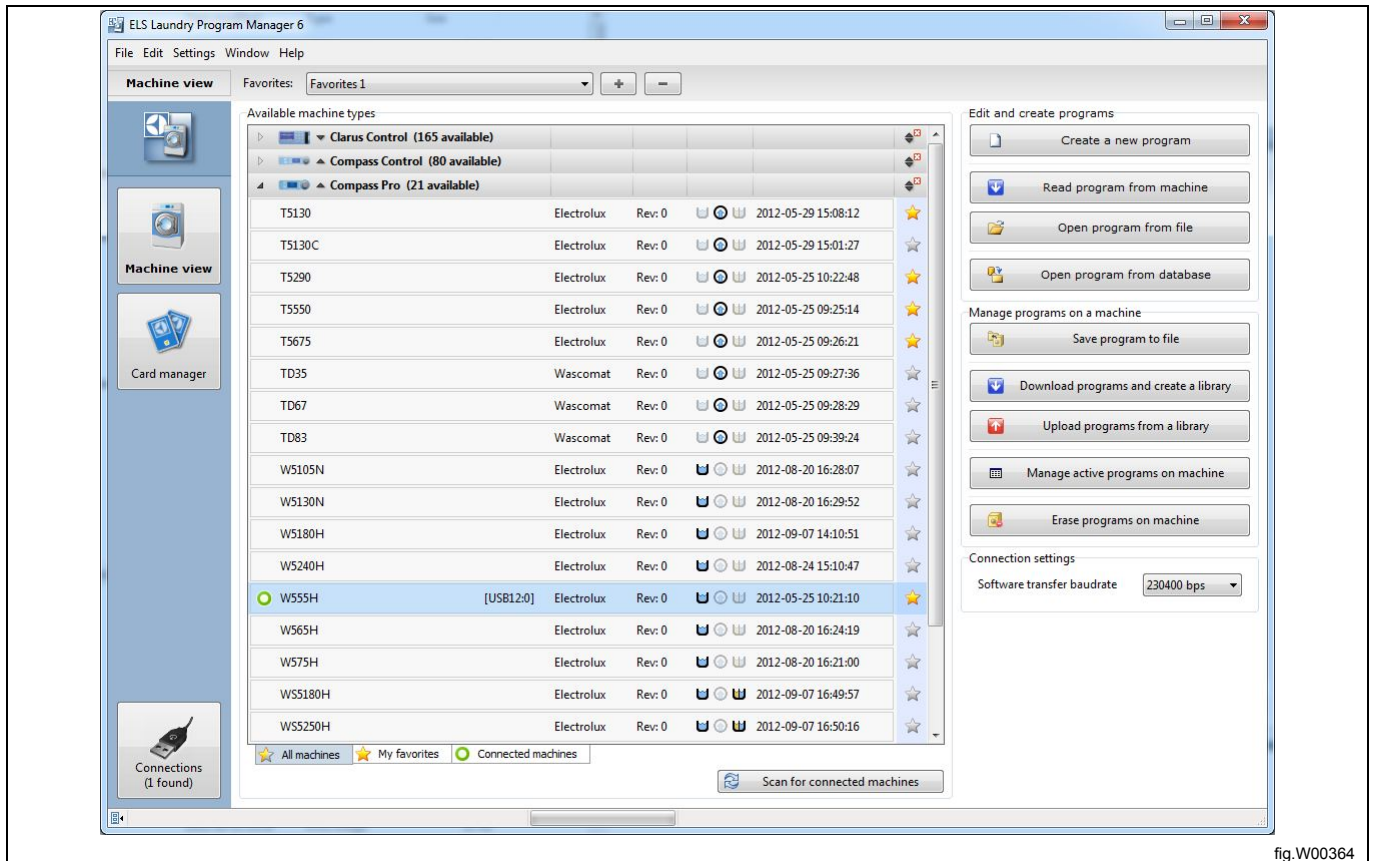 ELS Laundry Program Manager 6
File Edit Settings Window Help
Machine view
Favorites: Favorites 1
+ −
Available machine types
Clarus Control (165 available)
Compass Control (80 available)
Compass Pro (21 available)
T5130 Electrolux Rev: 0 2012-05-29 15:08:12
T5130C Electrolux Rev: 0 2012-05-29 15:01:27
T5290 Electrolux Rev: 0 2012-05-25 10:22:48
T5550 Electrolux Rev: 0 2012-05-25 09:25:14
T5675 Electrolux Rev: 0 2012-05-25 09:26:21
TD35 Wascomat Rev: 0 2012-05-25 09:27:36
TD67 Wascomat Rev: 0 2012-05-25 09:28:29
TD83 Wascomat Rev: 0 2012-05-25 09:39:24
W5105N Electrolux Rev: 0 2012-08-20 16:28:07
W5130N Electrolux Rev: 0 2012-08-20 16:29:52
W5180H Electrolux Rev: 0 2012-09-07 14:10:51
W5240H Electrolux Rev: 0 2012-08-24 15:10:47
W555H [USB12:0] Electrolux Rev: 0 2012-05-25 10:21:10
W565H Electrolux Rev: 0 2012-08-20 16:24:19
W575H Electrolux Rev: 0 2012-08-20 16:21:00
WS5180H Electrolux Rev: 0 2012-09-07 16:49:57
WS5250H Electrolux Rev: 0 2012-09-07 16:50:16
All machines My favorites Connected machines
Scan for connected machines
Machine view
Card manager
Connections
(1 found)
Edit and create programs
Create a new program
Read program from machine
Open program from file
Open program from database
Manage programs on a machine
Save program to file
Download programs and create a library
Upload programs from a library
Manage active programs on machine
Erase programs on machine
Connection settings
Software transfer baudrate 230400 bps
fig.W00364